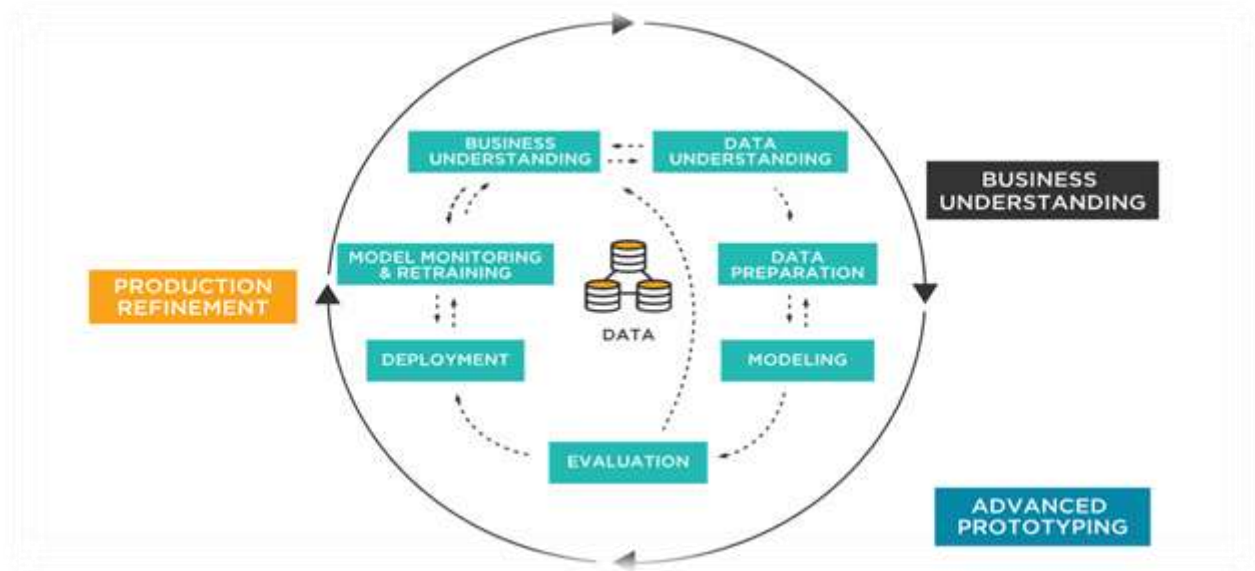 BUSINESS
UNDERSTANDING
DATA
UNDERSTANDING
BUSINESS
UNDERSTANDING
MODEL MONITORING
& RETRAINING
DATA
PREPARATION
PRODUCTION
REFINEMENT
DATA
DEPLOYMENT
MODELING
EVALUATION
ADVANCED
PROTOTYPING